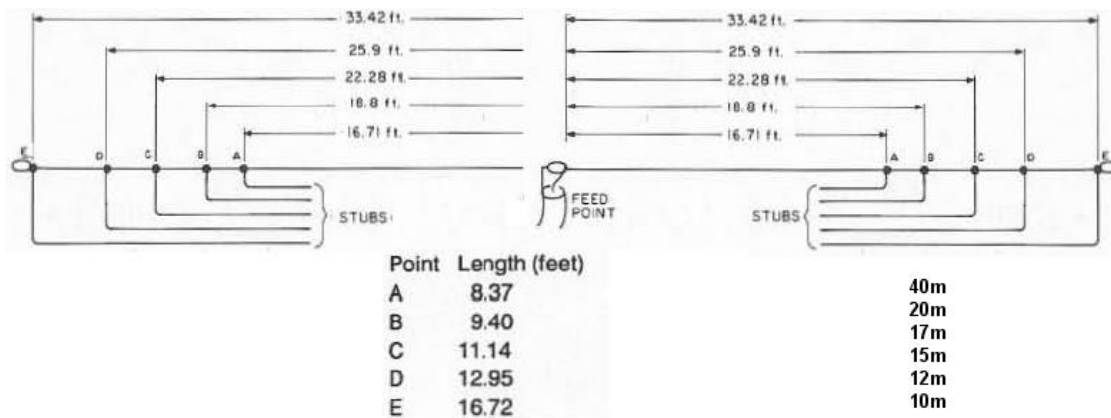 33.42 ft. 33.42 ft.
25.9 ft. 25.9 ft.
22.28 ft. 22.28 ft.
18.8 ft. 18.8 ft.
16.71 ft. 16.71 ft.
E D C B A A B C D E
FEED
POINT
STUBS STUBS
Point Length (feet)
A 8.37
B 9.40
C 11.14
D 12.95
E 16.72
40m
20m
17m
15m
12m
10m